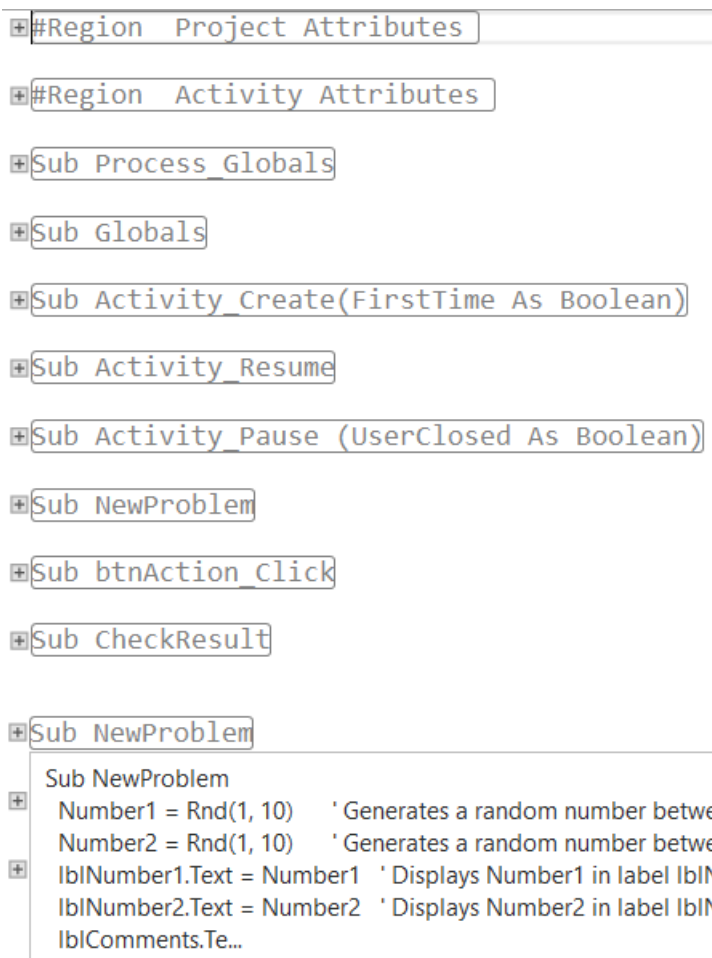 #Region  Project Attributes
#Region  Activity Attributes
Sub Process_Globals
Sub Globals
Sub Activity_Create(FirstTime As Boolean)
Sub Activity_Resume
Sub Activity_Pause (UserClosed As Boolean)
Sub NewProblem
Sub btnAction_Click
Sub CheckResult
Sub NewProblem
Sub NewProblem
Number1 = Rnd(1, 10) ' Generates a random number betwe
Number2 = Rnd(1, 10) ' Generates a random number betwe
lblNumber1.Text = Number1 ' Displays Number1 in label lblN
lblNumber2.Text = Number2 ' Displays Number2 in label lblN
lblComments.Te...